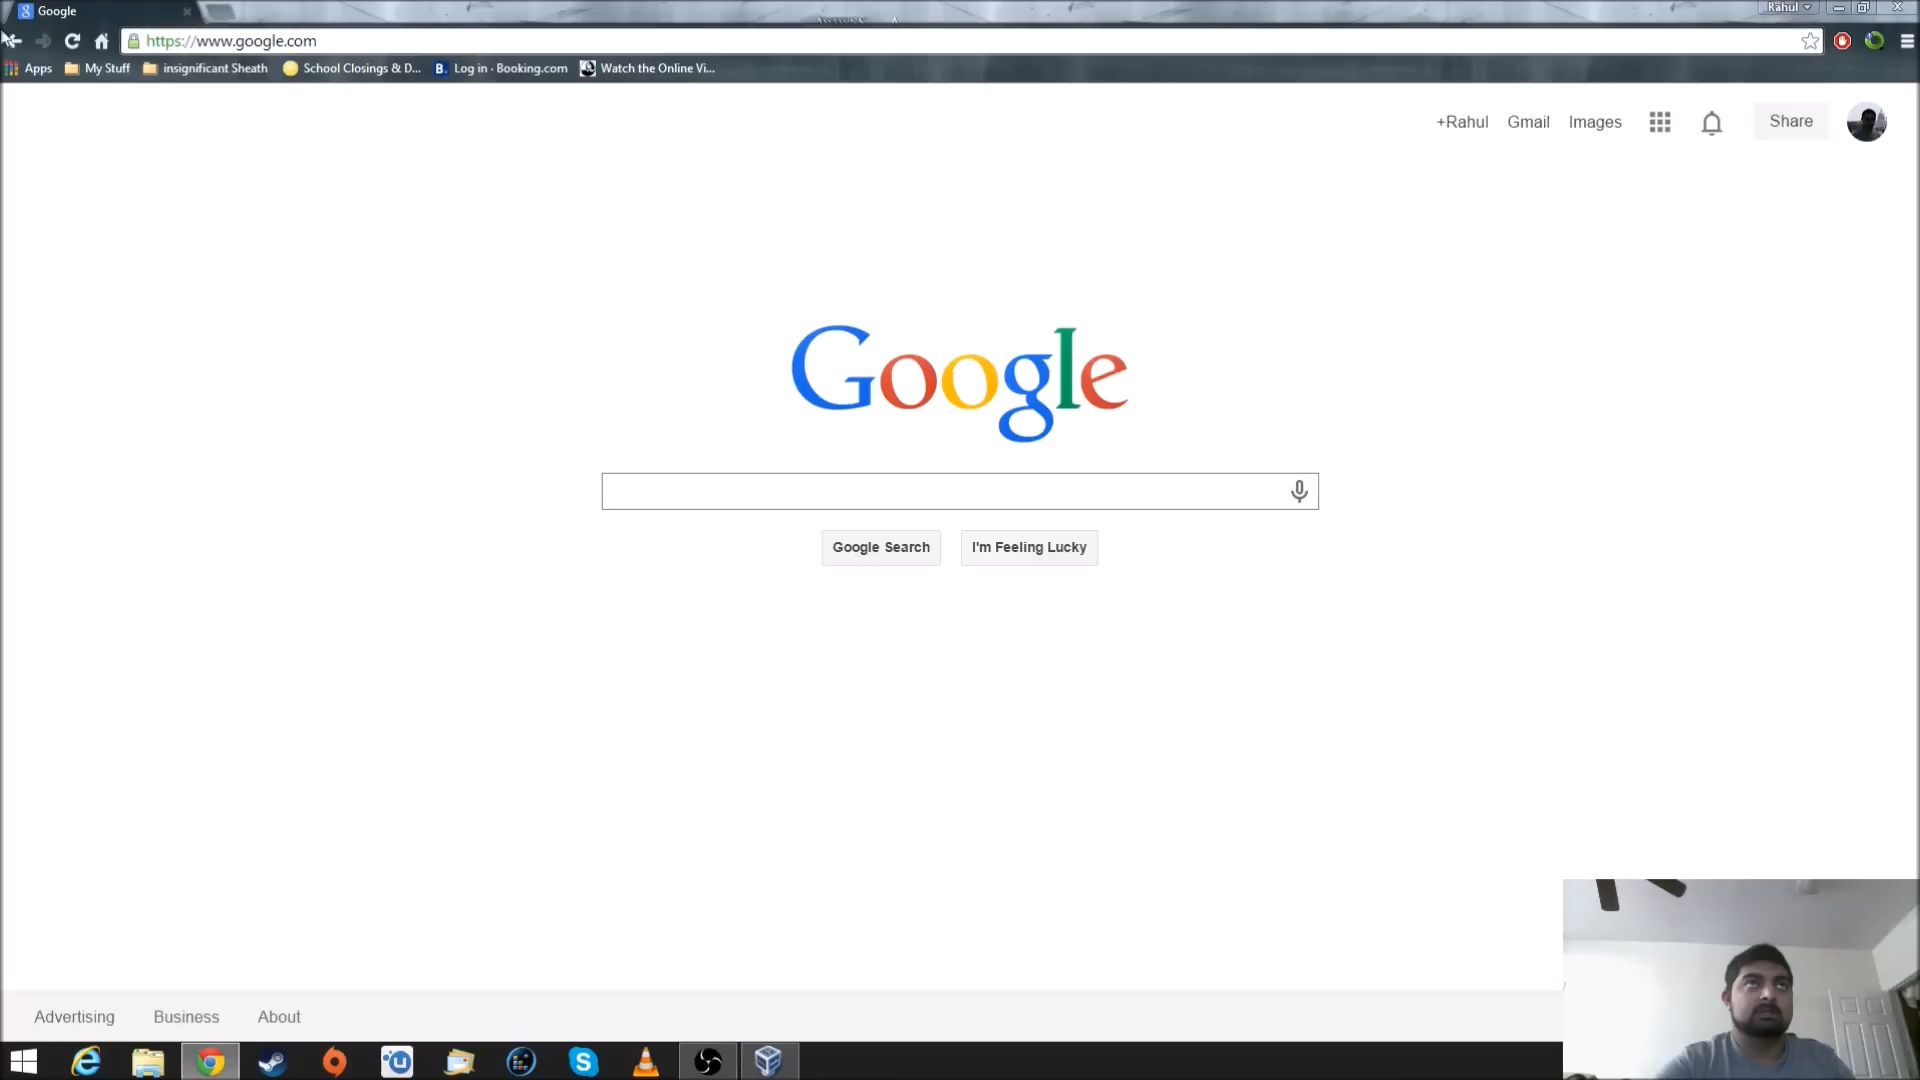 Google
Rahul
https://www.google.com
Apps My Stuff insignificant Sheath School Closings & D... B. Log in · Booking.com Watch the Online Vi...
+Rahul Gmail Images Share
Google
Google Search I'm Feeling Lucky
Advertising Business About